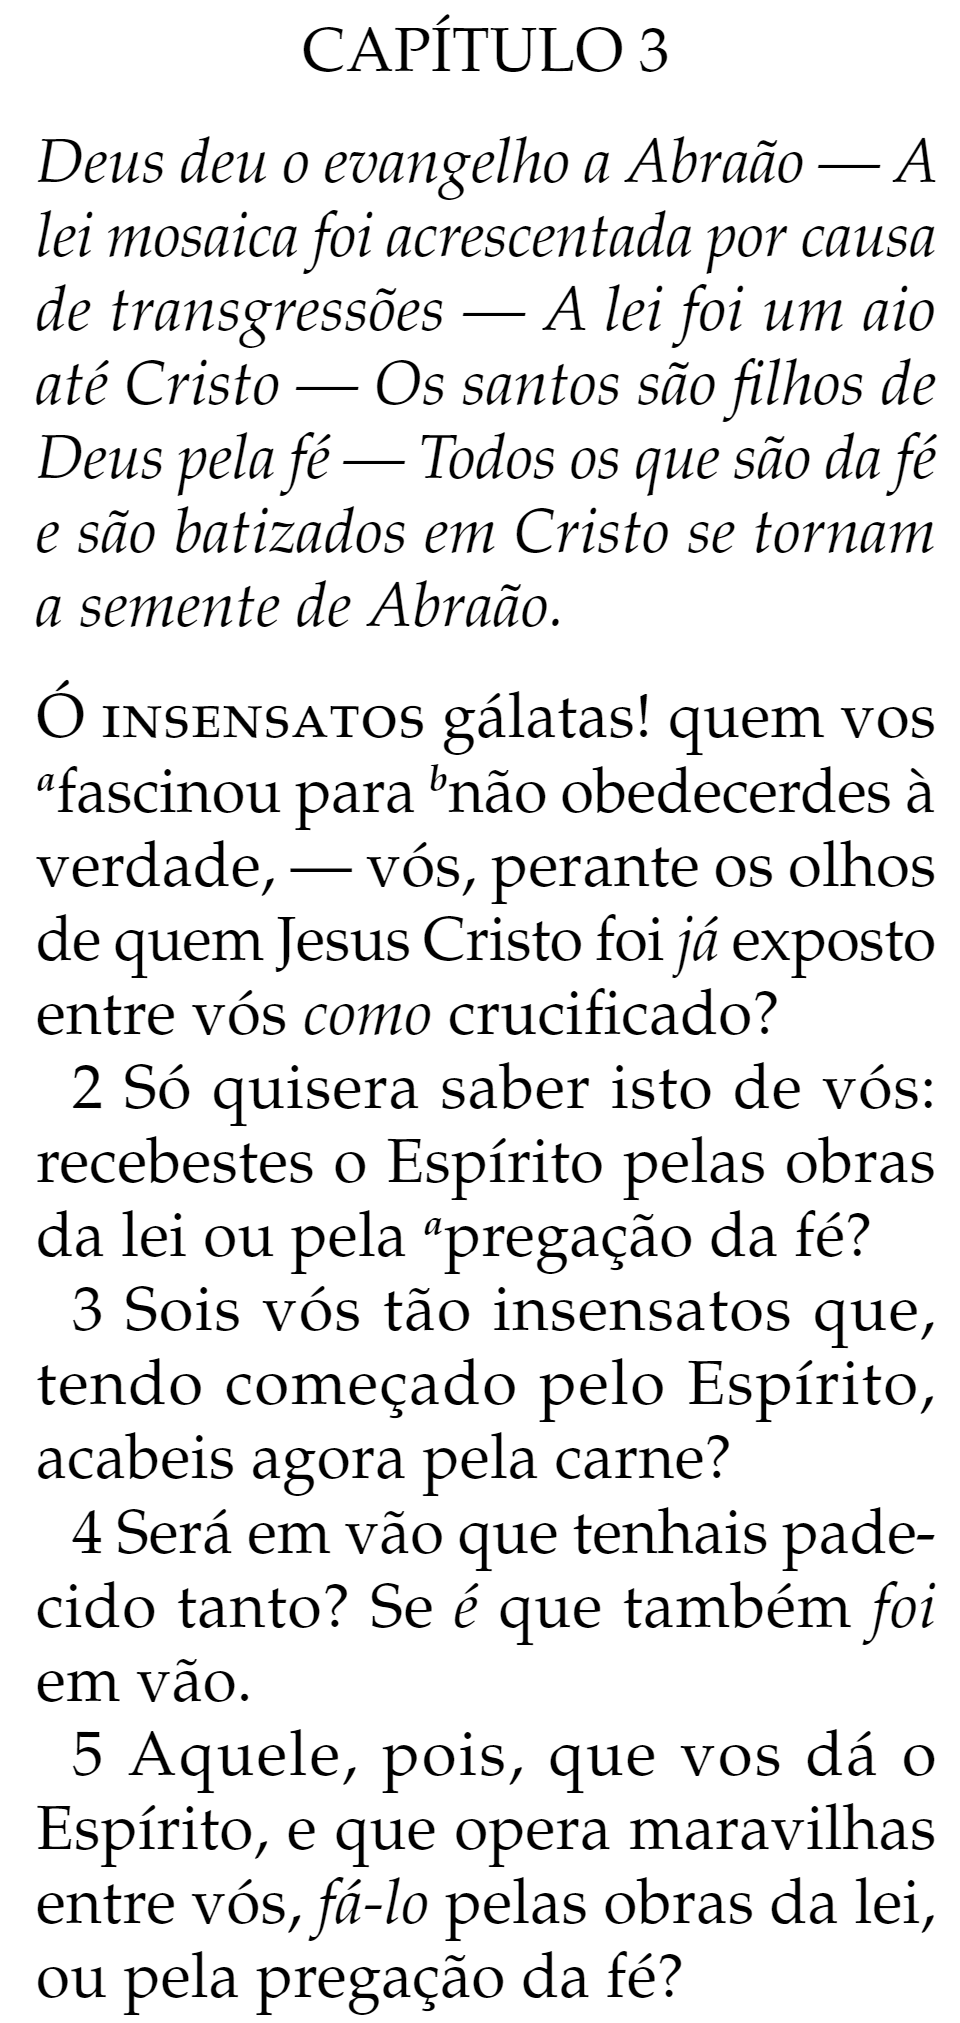 CAPÍTULO 3
Deus deu o evangelho a Abraão — A
lei mosaica foi acrescentada por causa
de transgressões — A lei foi um aio
até Cristo — Os santos são filhos de
Deus pela fé — Todos os que são da fé
e são batizados em Cristo se tornam
a semente de Abraão.
Ó INSENSATOS gálatas! quem vos
ᵃfascinou para ᵇnão obedecerdes à
verdade, — vós, perante os olhos
de quem Jesus Cristo foi já exposto
entre vós como crucificado?
2 Só quisera saber isto de vós:
recebestes o Espírito pelas obras
da lei ou pela ᵃpregação da fé?
3 Sois vós tão insensatos que,
tendo começado pelo Espírito,
acabeis agora pela carne?
4 Será em vão que tenhais pade-
cido tanto? Se é que também foi
em vão.
5 Aquele, pois, que vos dá o
Espírito, e que opera maravilhas
entre vós, fá-lo pelas obras da lei,
ou pela pregação da fé?